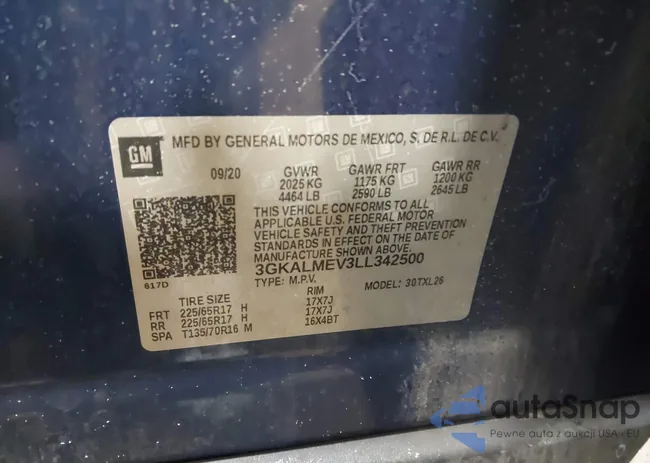 GM
MFD BY GENERAL MOTORS DE MEXICO, S. DE R.L. DE C.V.
09/20 GVWR GAWR FRT GAWR RR
2025 KG 1175 KG 1200 KG
4464 LB 2590 LB 2645 LB
THIS VEHICLE CONFORMS TO ALL
APPLICABLE U.S. FEDERAL MOTOR
VEHICLE SAFETY AND THEFT PREVENTION
STANDARDS IN EFFECT ON THE DATE OF
MANUFACTURE SHOWN ABOVE.
617D 3GKALMEV3LL342500
TYPE: M.P.V. MODEL: 30TXL26
TIRE SIZE RIM
FRT 225/65R17 H 17X7J
RR 225/65R17 H 17X7J
SPA T135/70R16 M 16X4BT
autoSnap
Pewne auta z aukcji USA - EU